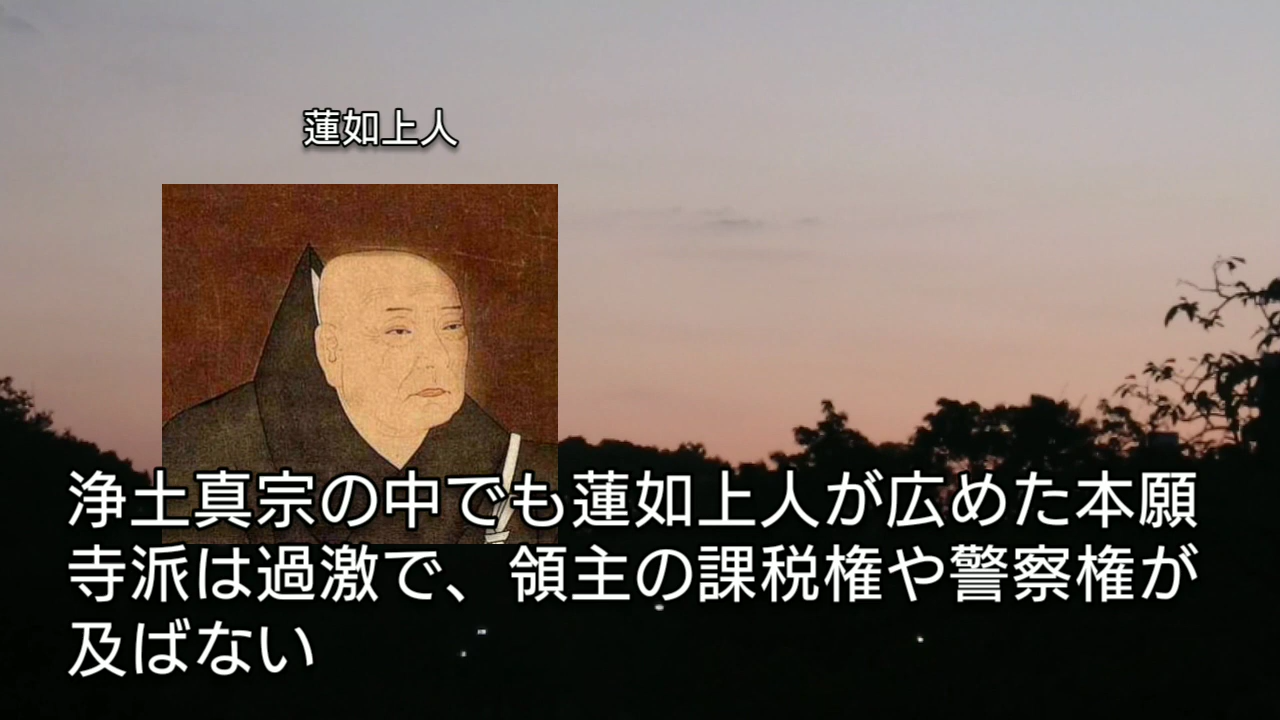 蓮如上人
浄土真宗の中でも蓮如上人が広めた本願
寺派は過激で、領主の課税権や警察権が
及ばない